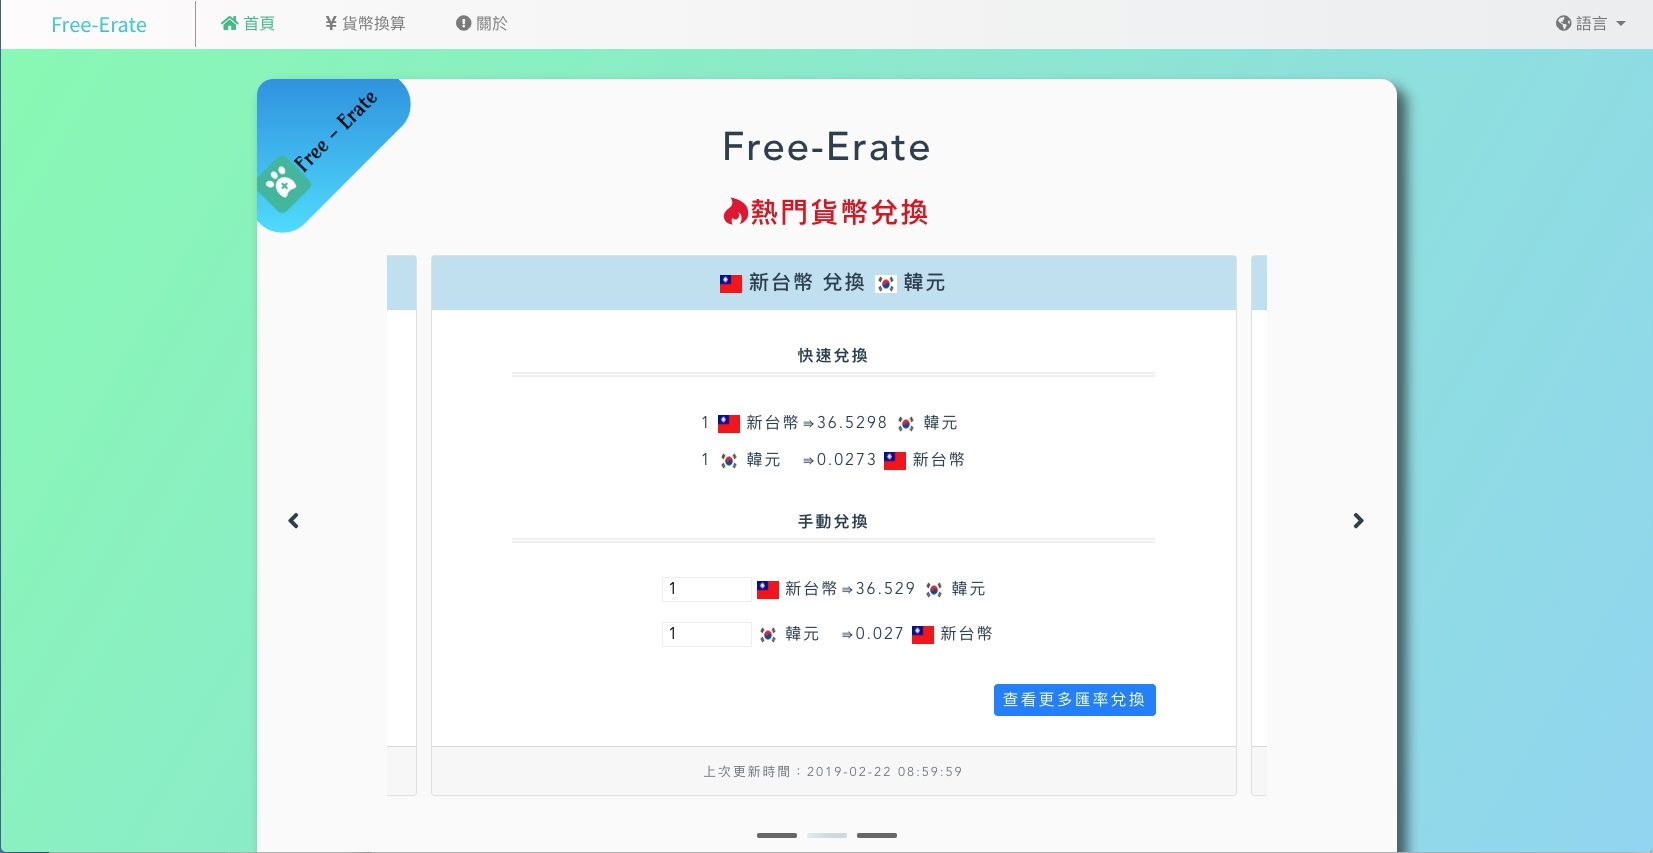 Free-Erate 首頁 貨幣換算 關於 語言
Free - Erate
Free-Erate
熱門貨幣兌換
新台幣 兌換 韓元
快速兌換
1 新台幣⇛36.5298 韓元
1 韓元 ⇛0.0273 新台幣
手動兌換
1 新台幣⇛36.529 韓元
1 韓元 ⇛0.027 新台幣
查看更多匯率兌換
上次更新時間：2019-02-22 08:59:59